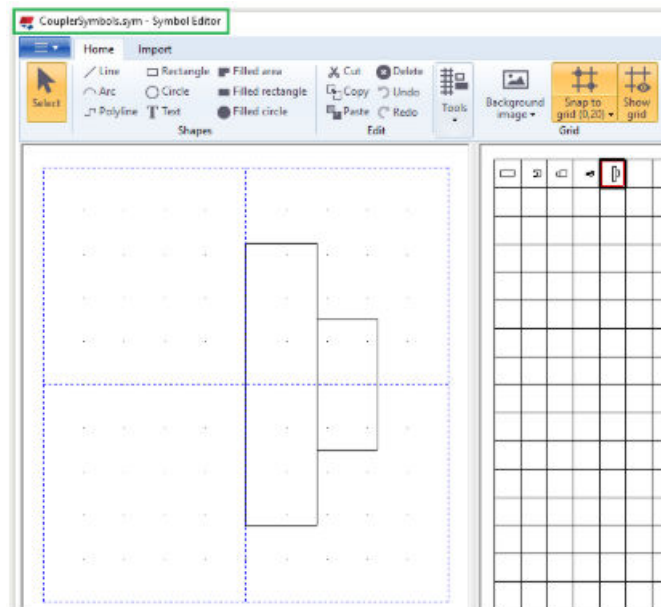 CouplerSymbols.sym - Symbol Editor
Home Import
Select
Line Rectangle Filled area
Arc Circle Filled rectangle
Polyline Text Filled circle
Shapes
Cut Delete
Copy Undo
Paste Redo
Edit
Tools
Background
image
Snap to
grid (0,20)
Show
grid
Grid